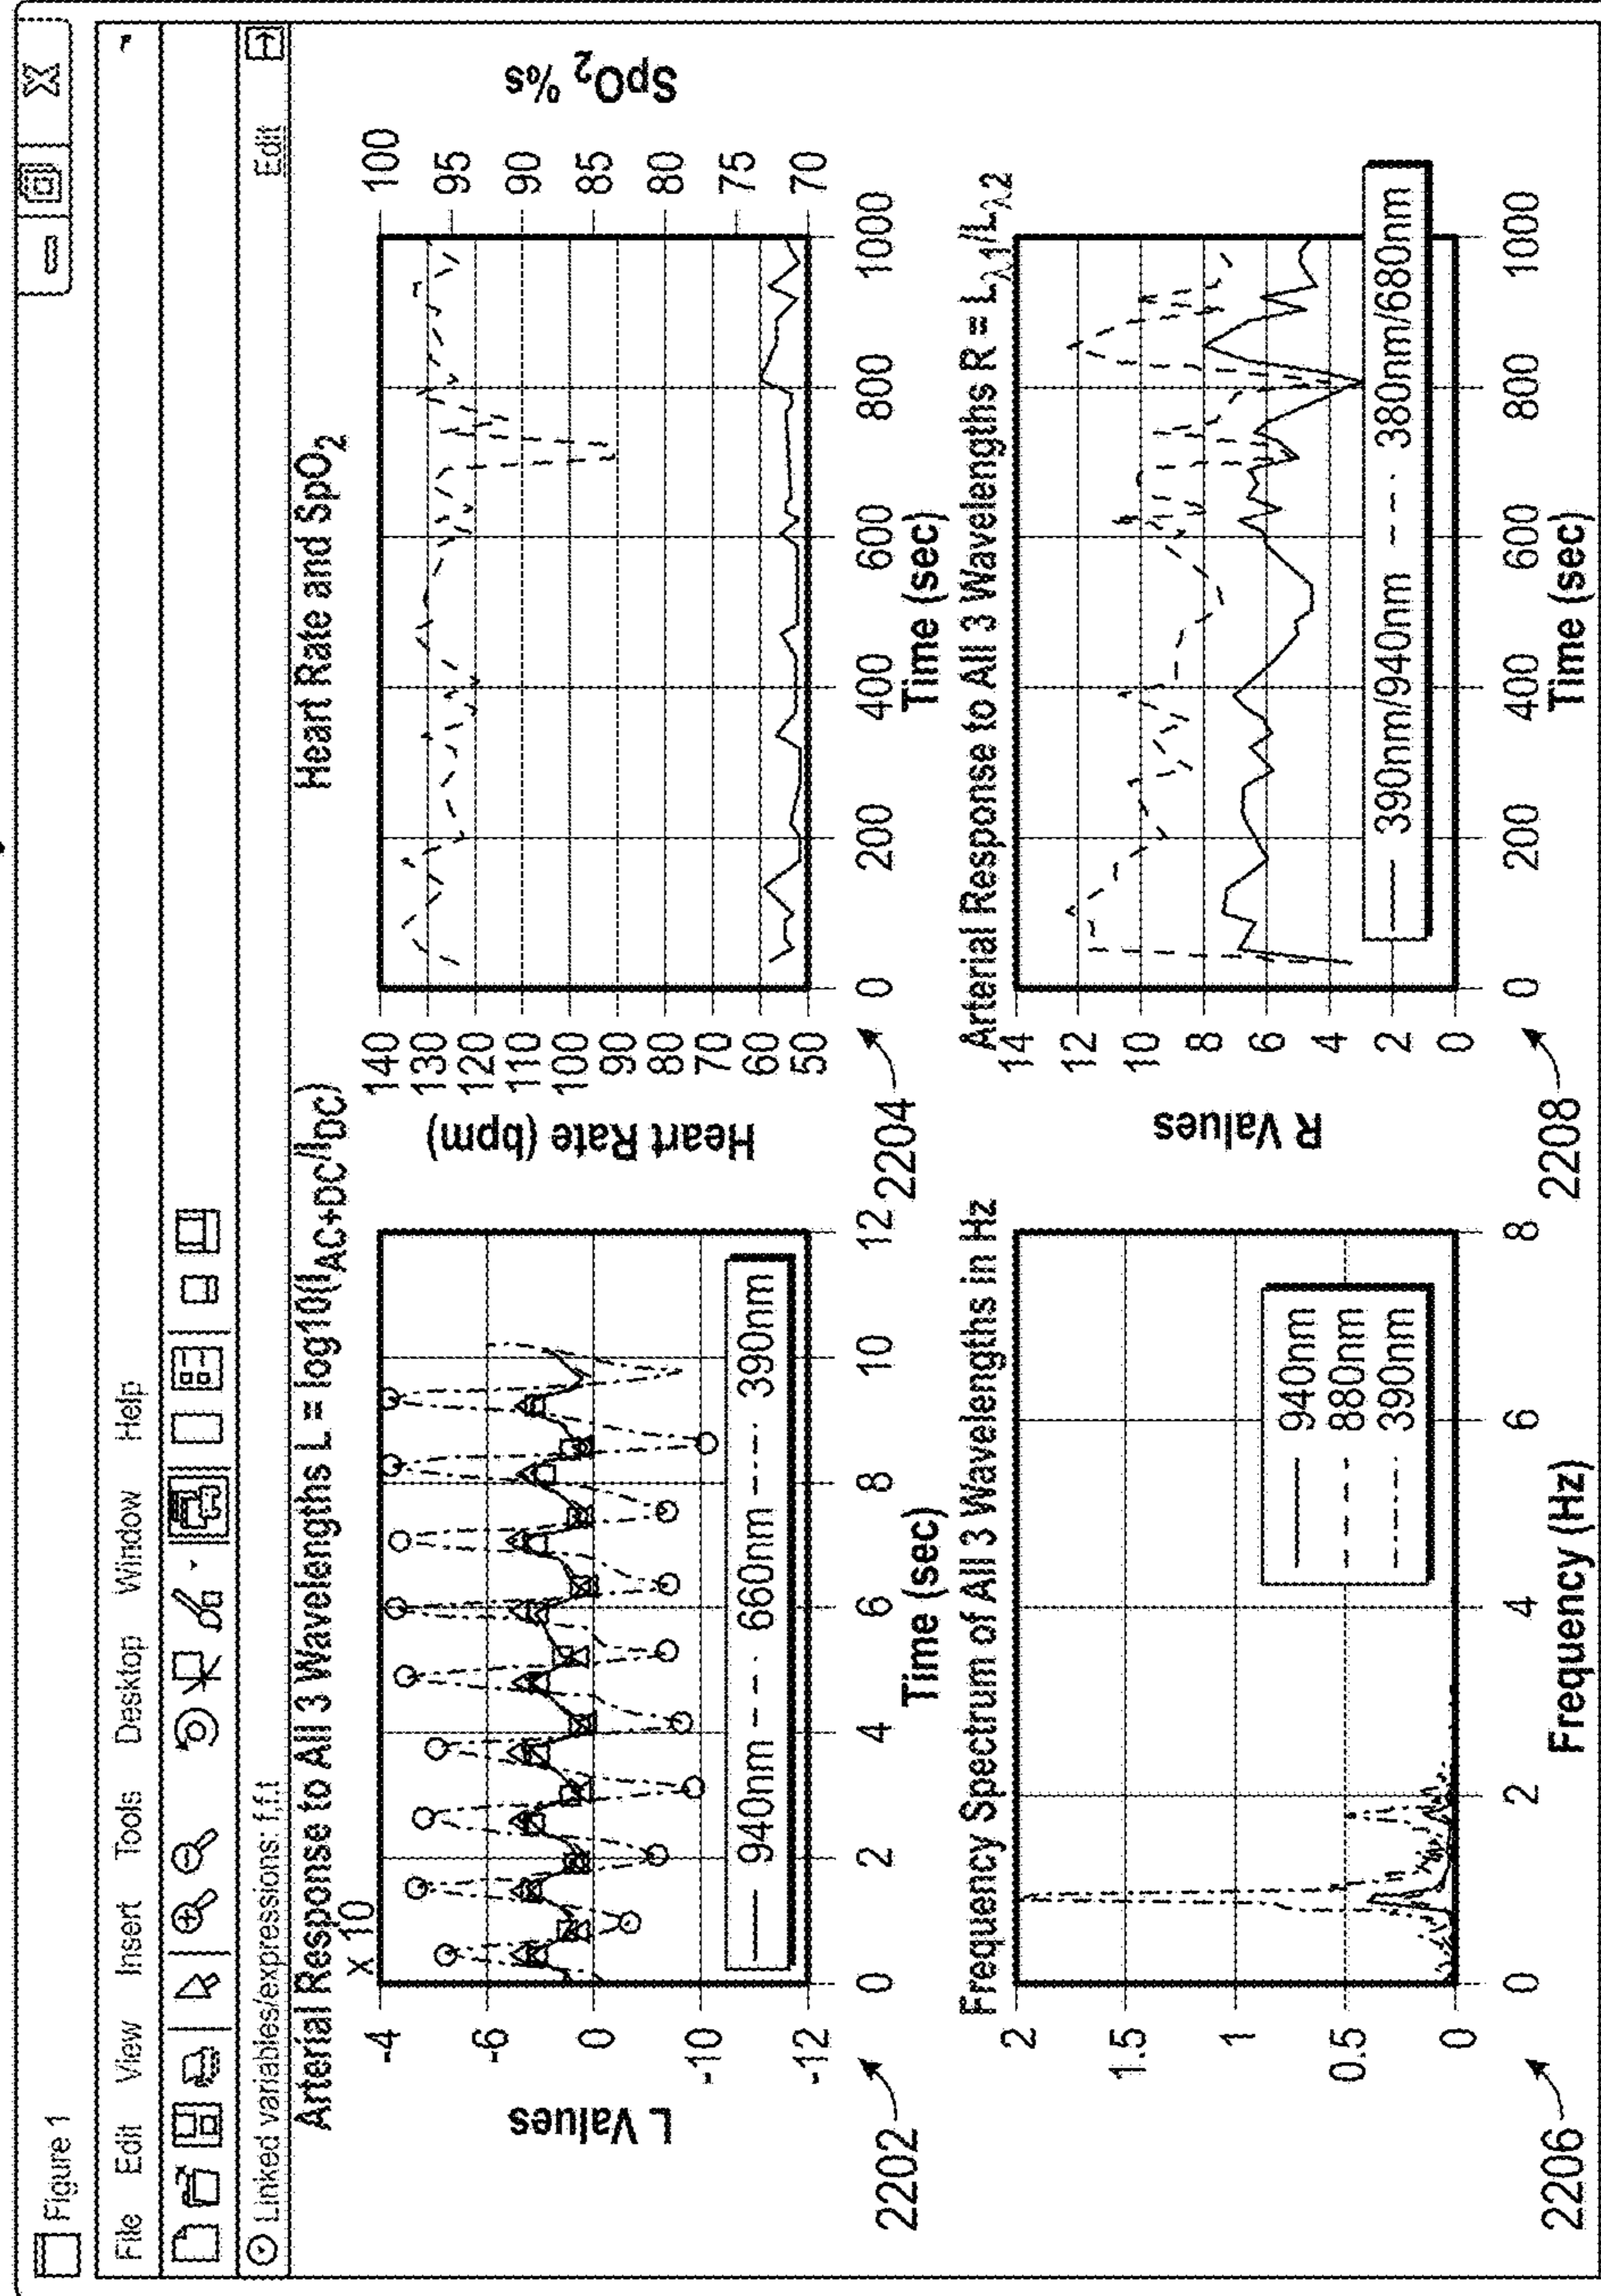 Figure 1
X
File Edit View Insert Tools Desktop Window Help
Linked variables/expressions: f,f,t
Edit
Arterial Response to All 3 Wavelengths L = log10(I_AC+DC/I_DC)
x 10
L Values
-4
-6
-0
-10
-12
0 2 4 6 8 10 12
Time (sec)
940nm 660nm 390nm
2202
Heart Rate and SpO2
Heart Rate (bpm)
140
130
120
110
100
90
80
70
60
50
SpO2 %s
100
95
90
85
80
75
70
0 200 400 600 800 1000
Time (sec)
2204
Frequency Spectrum of All 3 Wavelengths in Hz
2
1.5
1
0.5
0
0 2 4 6 8
Frequency (Hz)
940nm
880nm
390nm
2206
Arterial Response to All 3 Wavelengths R = Lλ1/Lλ2
R Values
14
12
10
8
6
4
2
0
0 200 400 600 800 1000
Time (sec)
390nm/940nm 380nm/680nm
2208